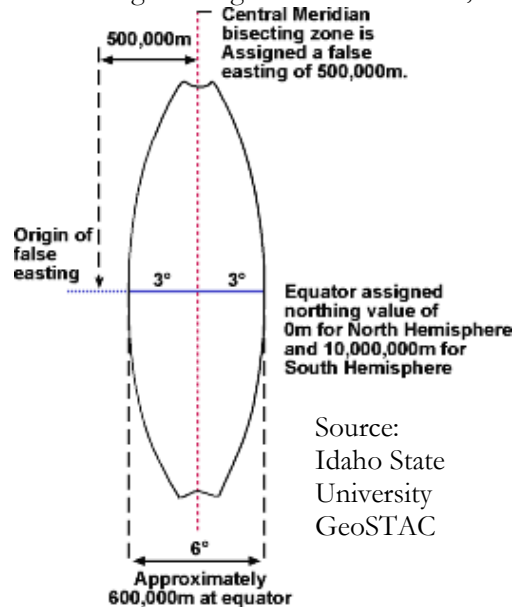 Central Meridian
bisecting zone is
Assigned a false
easting of 500,000m.
500,000m
Origin of
false
easting
3°
3°
Equator assigned
northing value of
0m for North Hemisphere
and 10,000,000m for
South Hemisphere
Source:
Idaho State
University
GeoSTAC
6°
Approximately
600,000m at equator